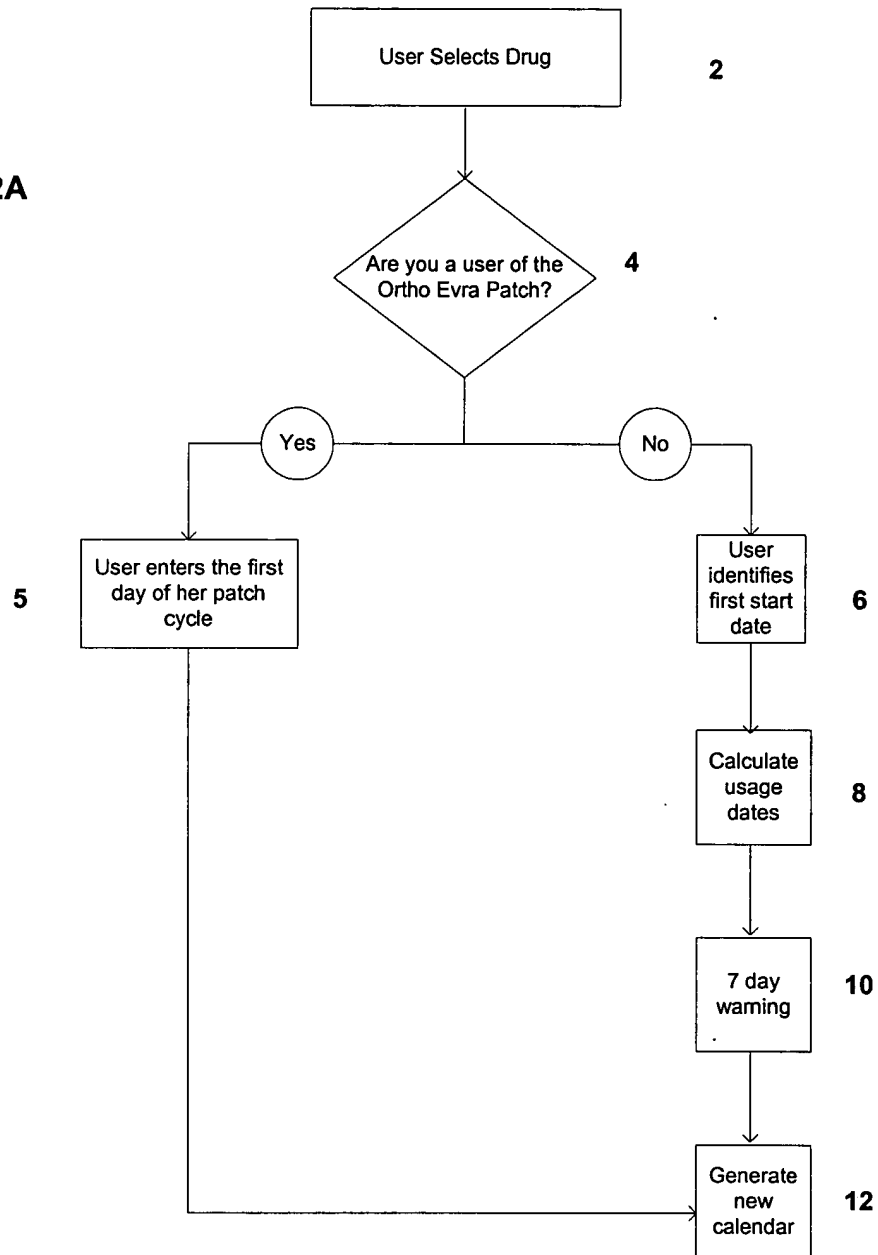 User Selects Drug
2
2A
Are you a user of the
Ortho Evra Patch?
4
Yes
No
5
User enters the first
day of her patch
cycle
User
identifies
first start
date
6
Calculate
usage
dates
8
7 day
warning
10
Generate
new
calendar
12